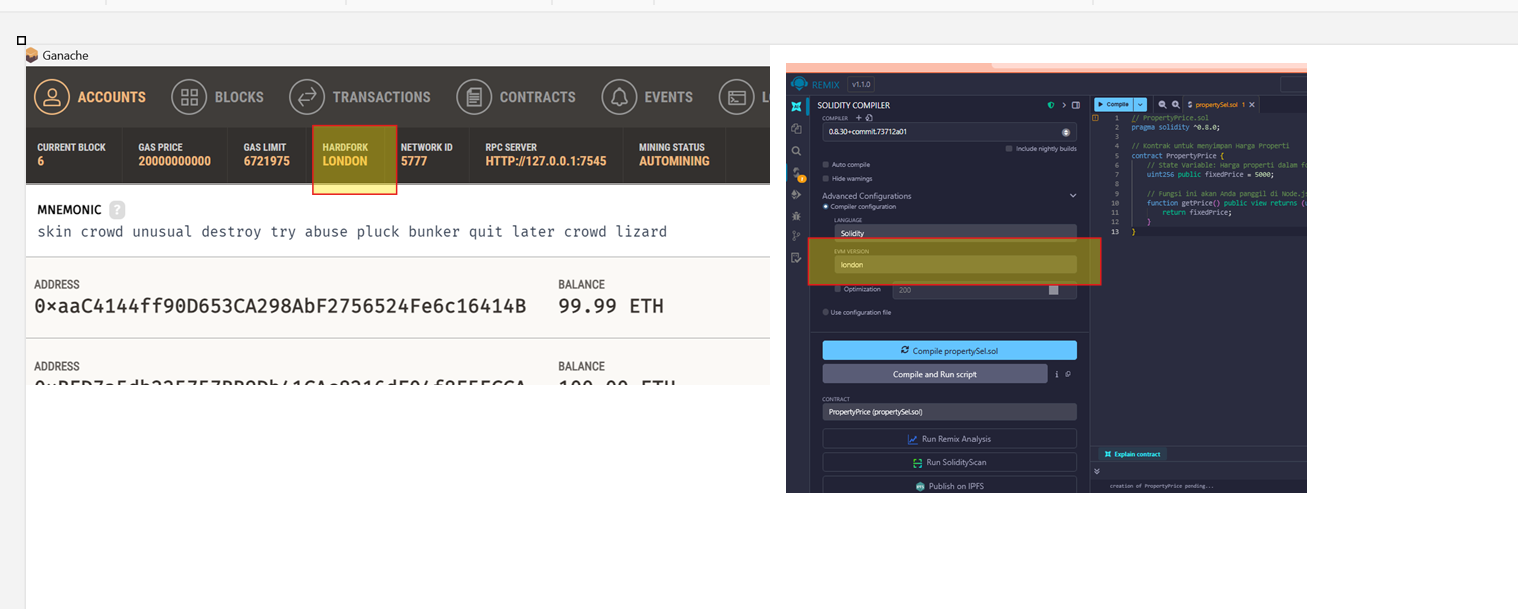 Ganache
ACCOUNTS
BLOCKS
TRANSACTIONS
CONTRACTS
EVENTS
CURRENT BLOCK
6
GAS PRICE
20000000000
GAS LIMIT
6721975
HARDFORK
LONDON
NETWORK ID
5777
RPC SERVER
HTTP://127.0.0.1:7545
MINING STATUS
AUTOMINING
MNEMONIC ?
skin crowd unusual destroy try abuse pluck bunker quit later crowd lizard
ADDRESS
0×aaC4144ff90D653CA298AbF2756524Fe6c16414B
BALANCE
99.99 ETH
ADDRESS
BALANCE
100.00 ETH
REMIX v1.1.0
SOLIDITY COMPILER
COMPILER
0.8.30+commit.73712a01
Include nightly builds
Auto compile
Hide warnings
Advanced Configurations
Compiler configuration
LANGUAGE
Solidity
EVM VERSION
london
Optimization 200
Use configuration file
Compile propertySel.sol
Compile and Run script
CONTRACT
PropertyPrice (propertySel.sol)
Run Remix Analysis
Run SolidityScan
Publish on IPFS
Compile
propertySel.sol 1
1 // PropertyPrice.sol
2 pragma solidity ^0.8.0;
3
4 // Kontrak untuk menyimpan Harga Properti
5 contract PropertyPrice {
6 // State Variable: Harga properti dalam
7 uint256 public fixedPrice = 5000;
8
9 // Fungsi ini akan Anda panggil di Node.j
10 function getPrice() public view returns (
11 return fixedPrice;
12 }
13 }
Explain contract
creation of PropertyPrice pending...